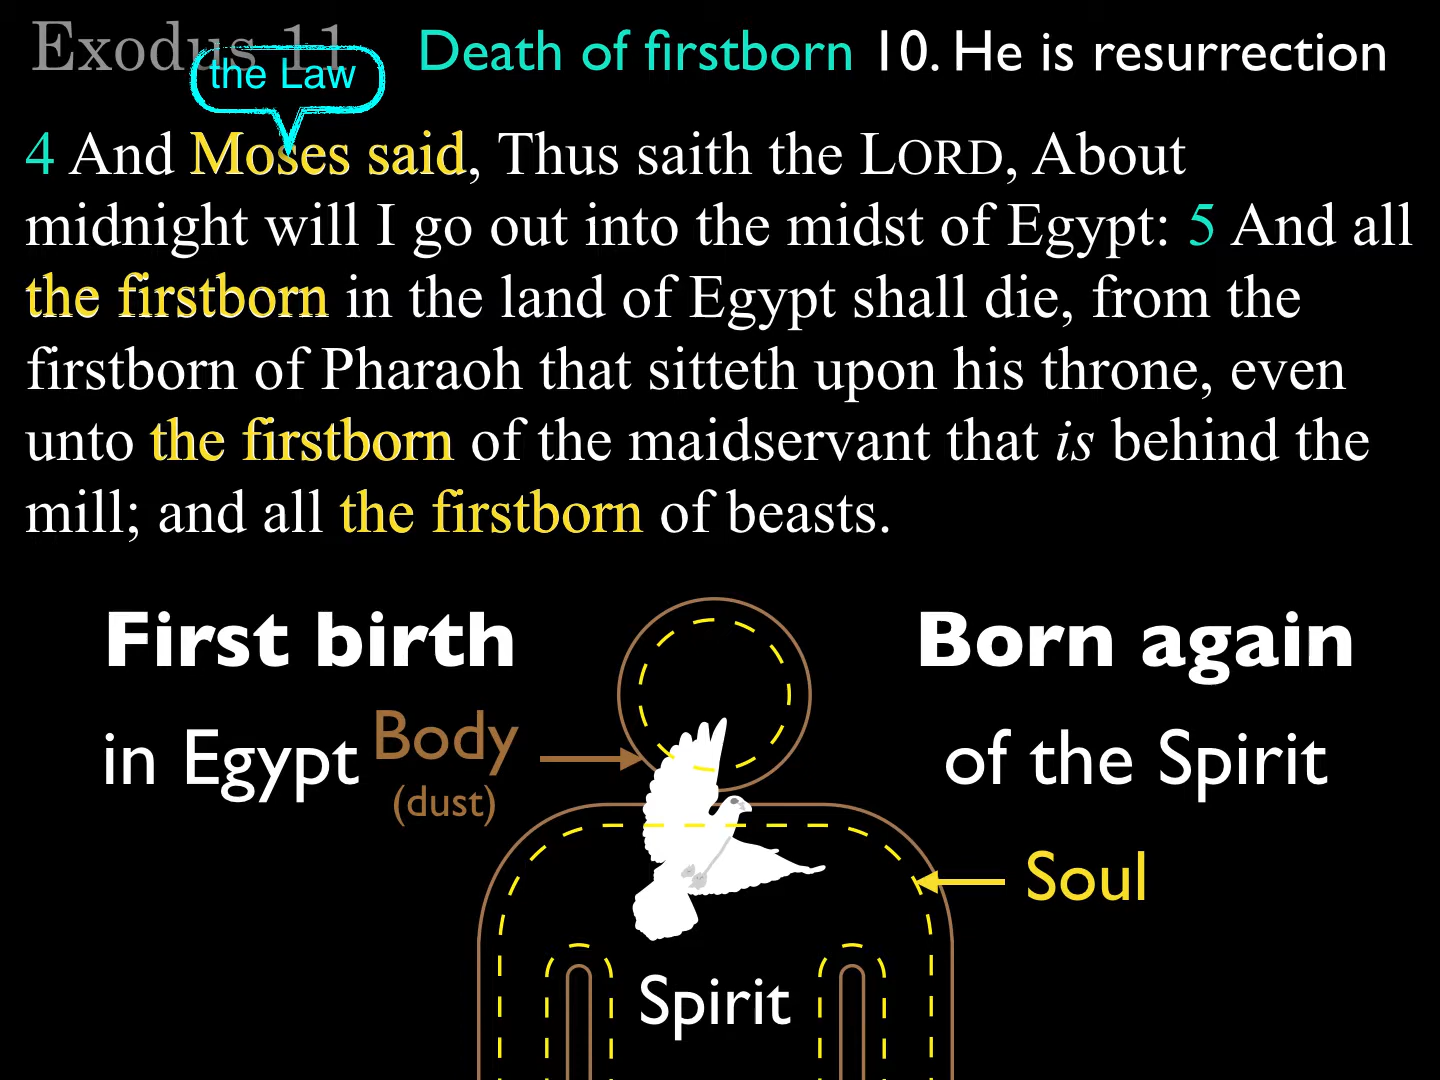 Exodus 11
the Law
Death of firstborn 10. He is resurrection
4 And Moses said, Thus saith the LORD, About
midnight will I go out into the midst of Egypt: 5 And all
the firstborn in the land of Egypt shall die, from the
firstborn of Pharaoh that sitteth upon his throne, even
unto the firstborn of the maidservant that is behind the
mill; and all the firstborn of beasts.
First birth
in Egypt
Body
(dust)
Born again
of the Spirit
Soul
Spirit